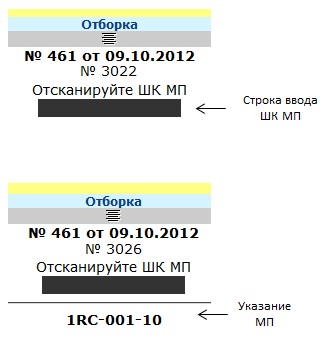 Отборка
№ 461 от 09.10.2012
№ 3022
Отсканируйте ШК МП
Строка ввода
ШК МП
Отборка
№ 461 от 09.10.2012
№ 3026
Отсканируйте ШК МП
1RC-001-10
Указание
МП